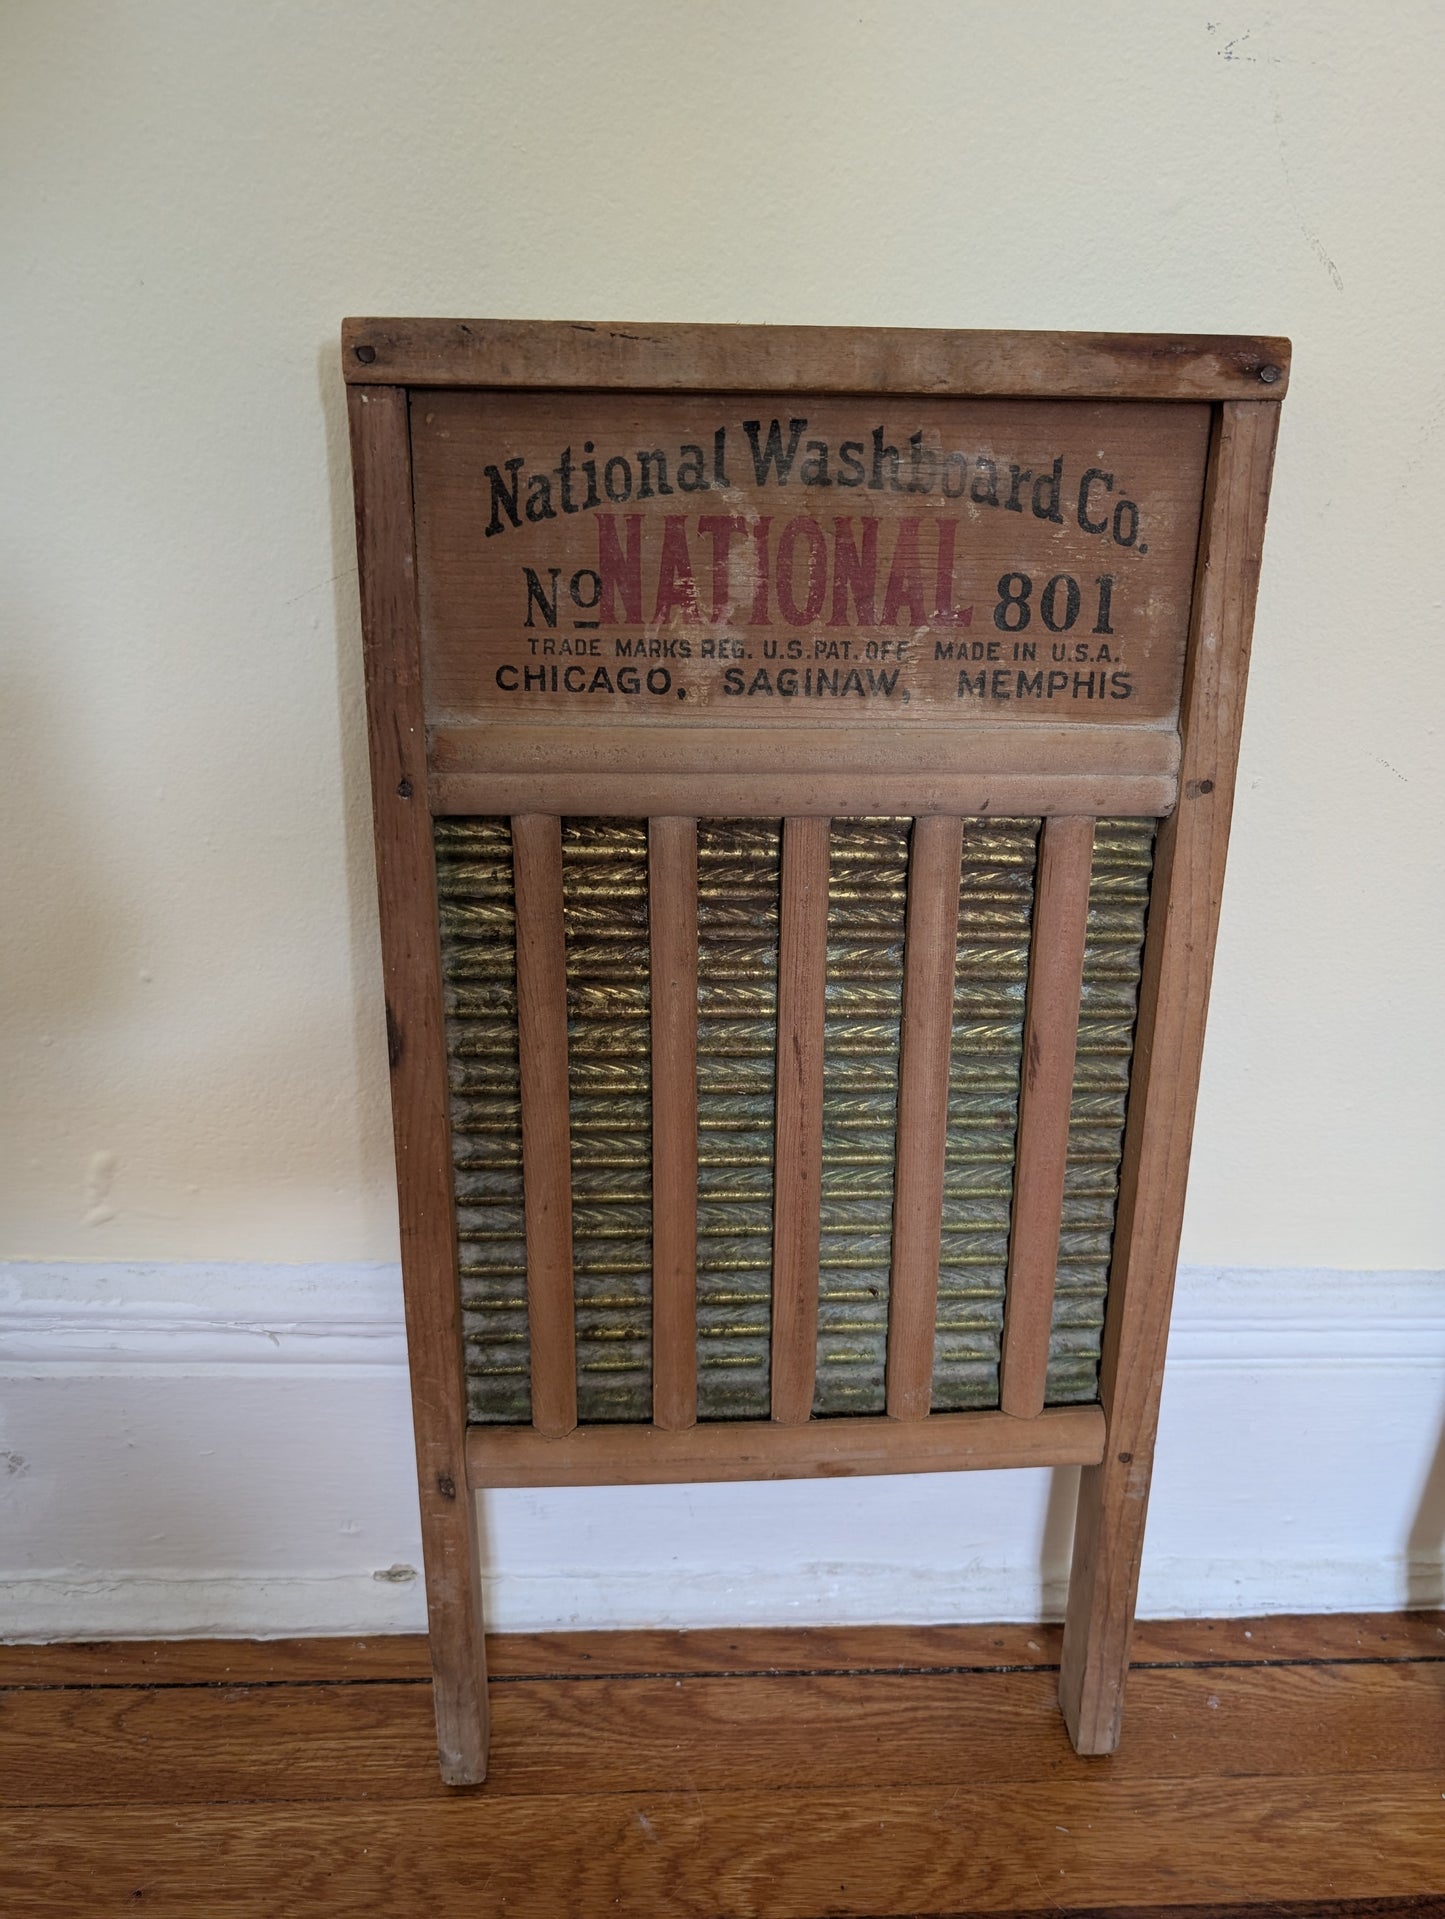 National Washboard Co.
No NATIONAL 801
TRADE MARKS REG. U.S. PAT. OFF. MADE IN U.S.A.
CHICAGO, SAGINAW, MEMPHIS